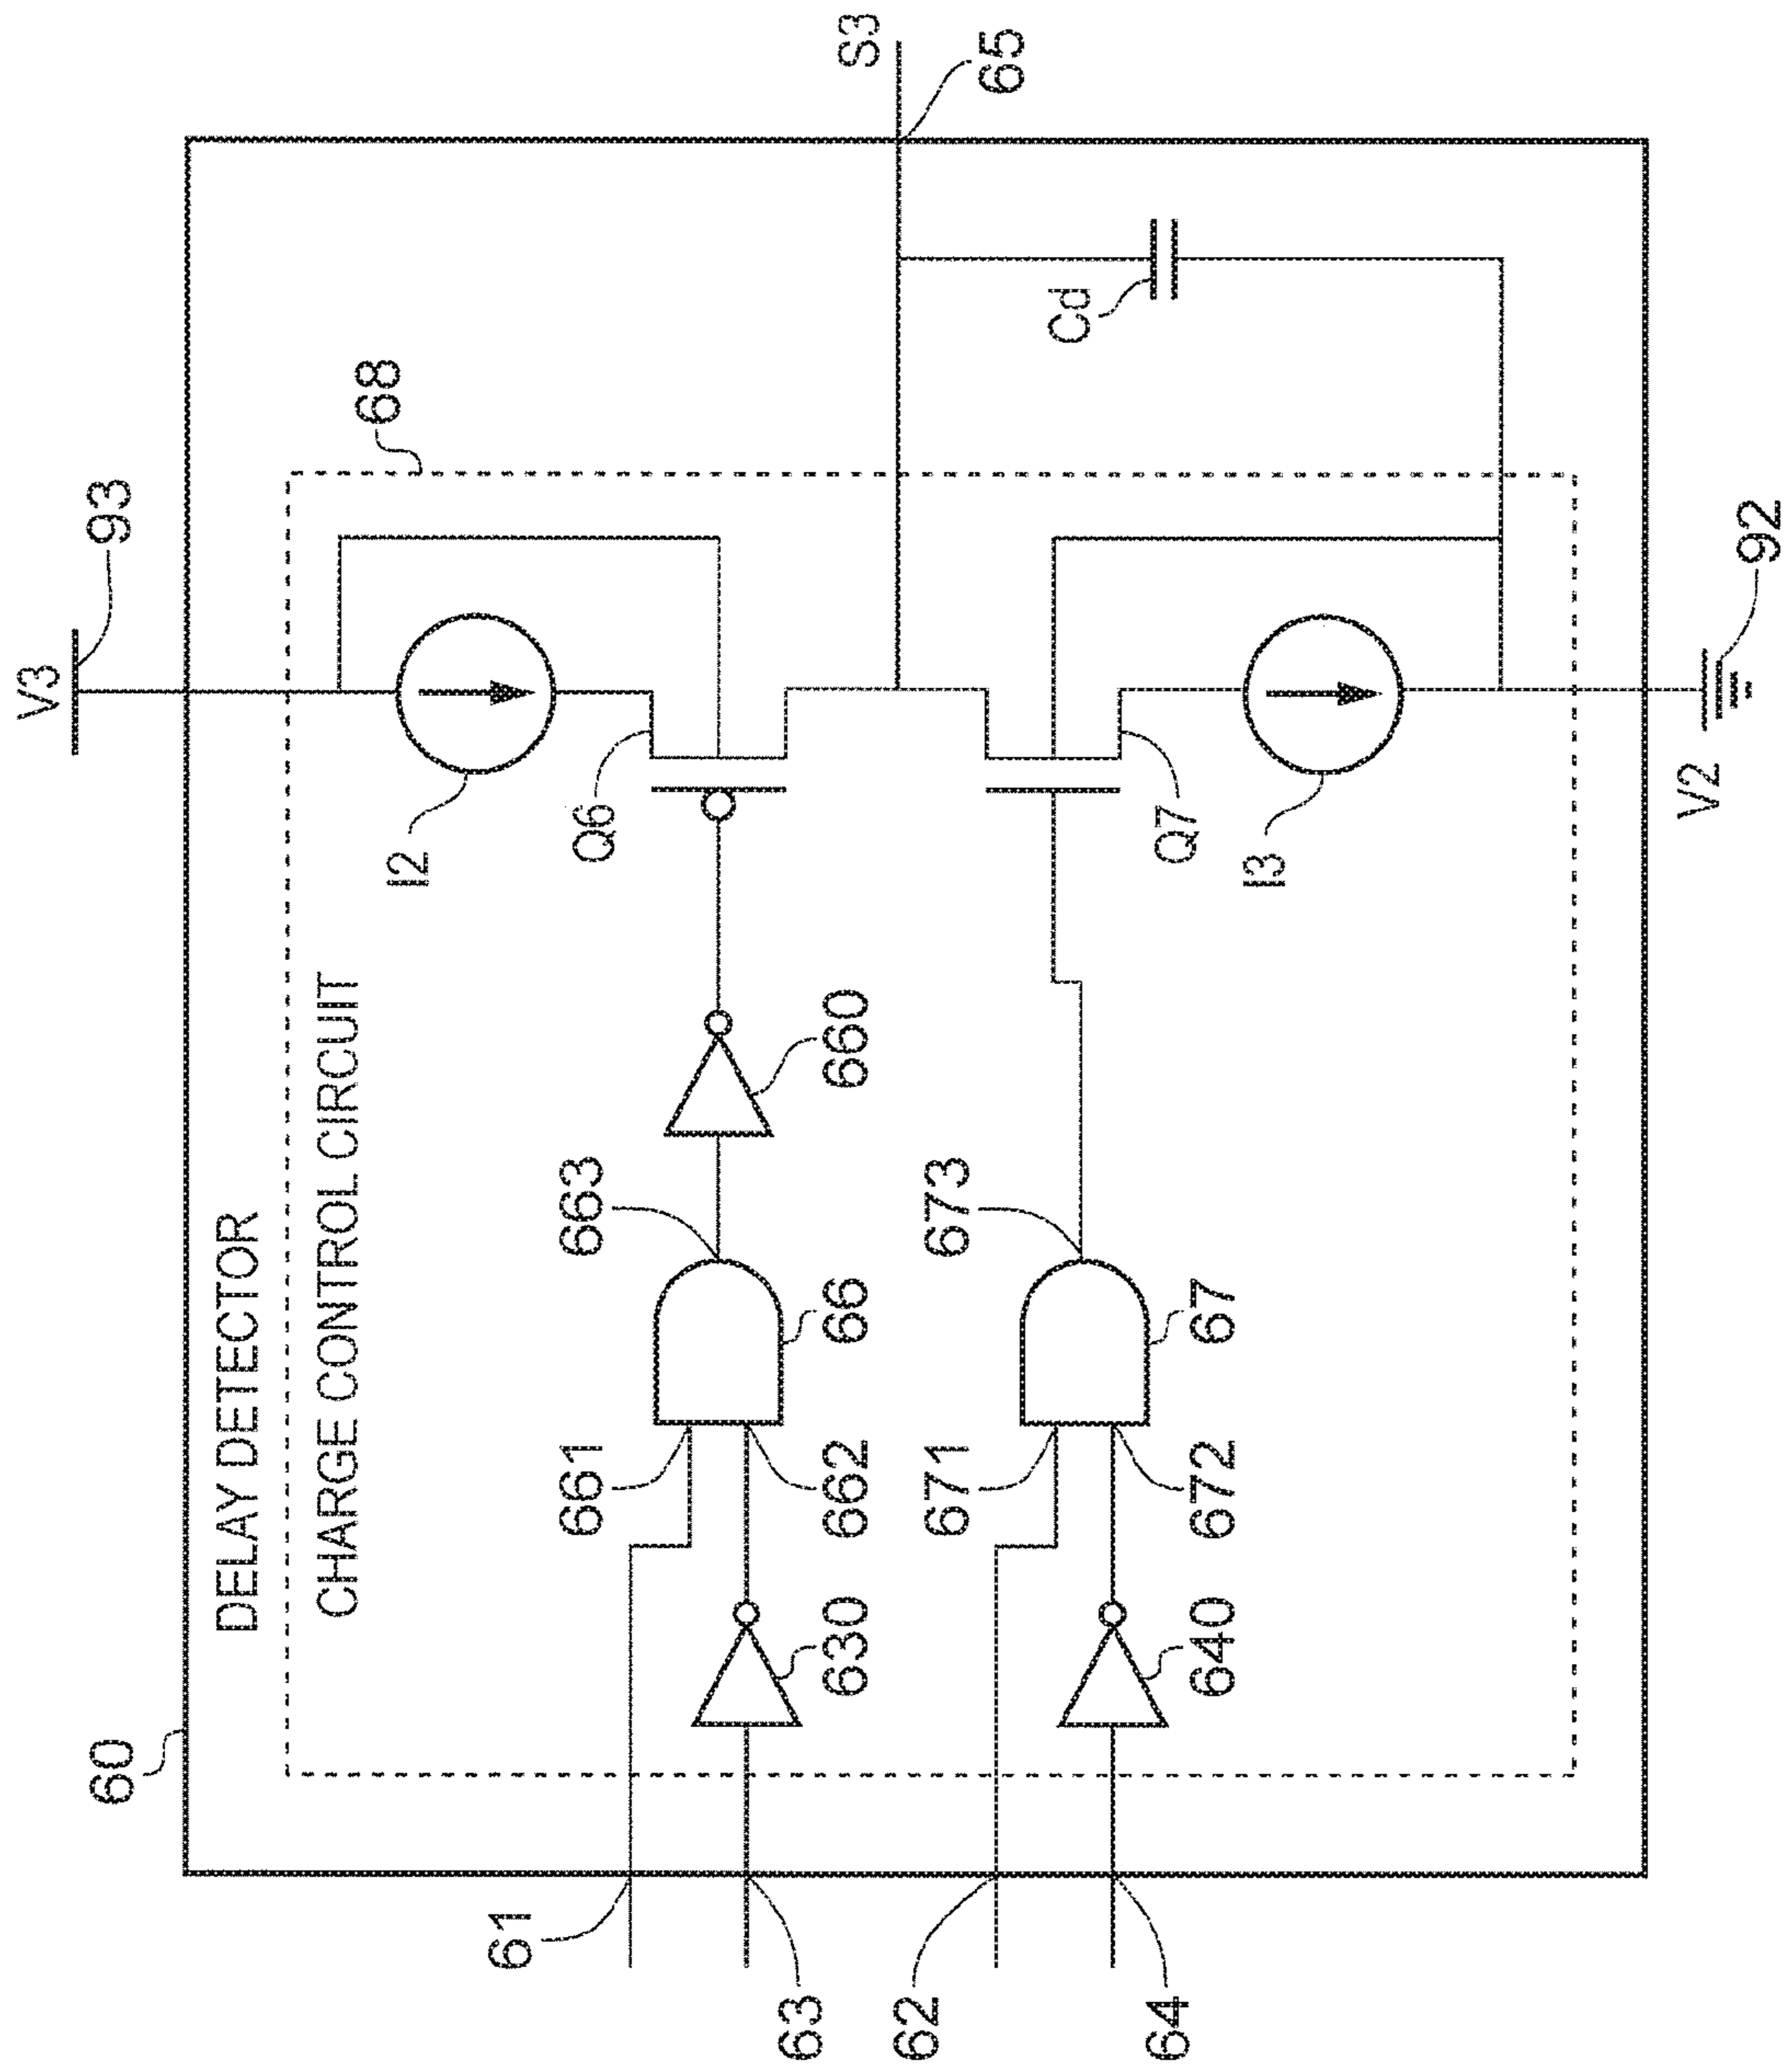 60
DELAY DETECTOR
CHARGE CONTROL CIRCUIT
68
V3
93
I2
Q6
61
63
630
661
662
66
663
660
S3
65
62
64
640
671
672
67
673
Q7
I3
Cd
V2
92